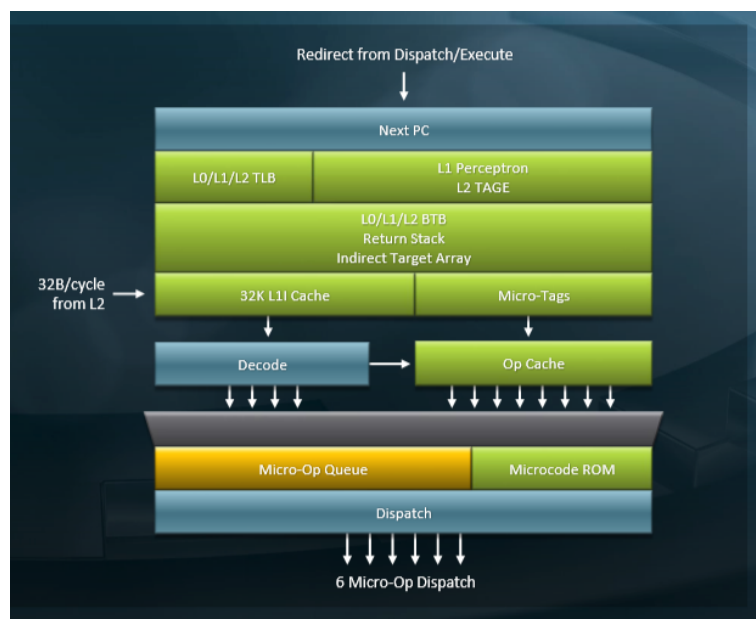 Redirect from Dispatch/Execute
Next PC
L0/L1/L2 TLB
L1 Perceptron
L2 TAGE
L0/L1/L2 BTB
Return Stack
Indirect Target Array
32B/cycle
from L2
32K L1I Cache
Micro-Tags
Decode
Op Cache
Micro-Op Queue
Microcode ROM
Dispatch
6 Micro-Op Dispatch